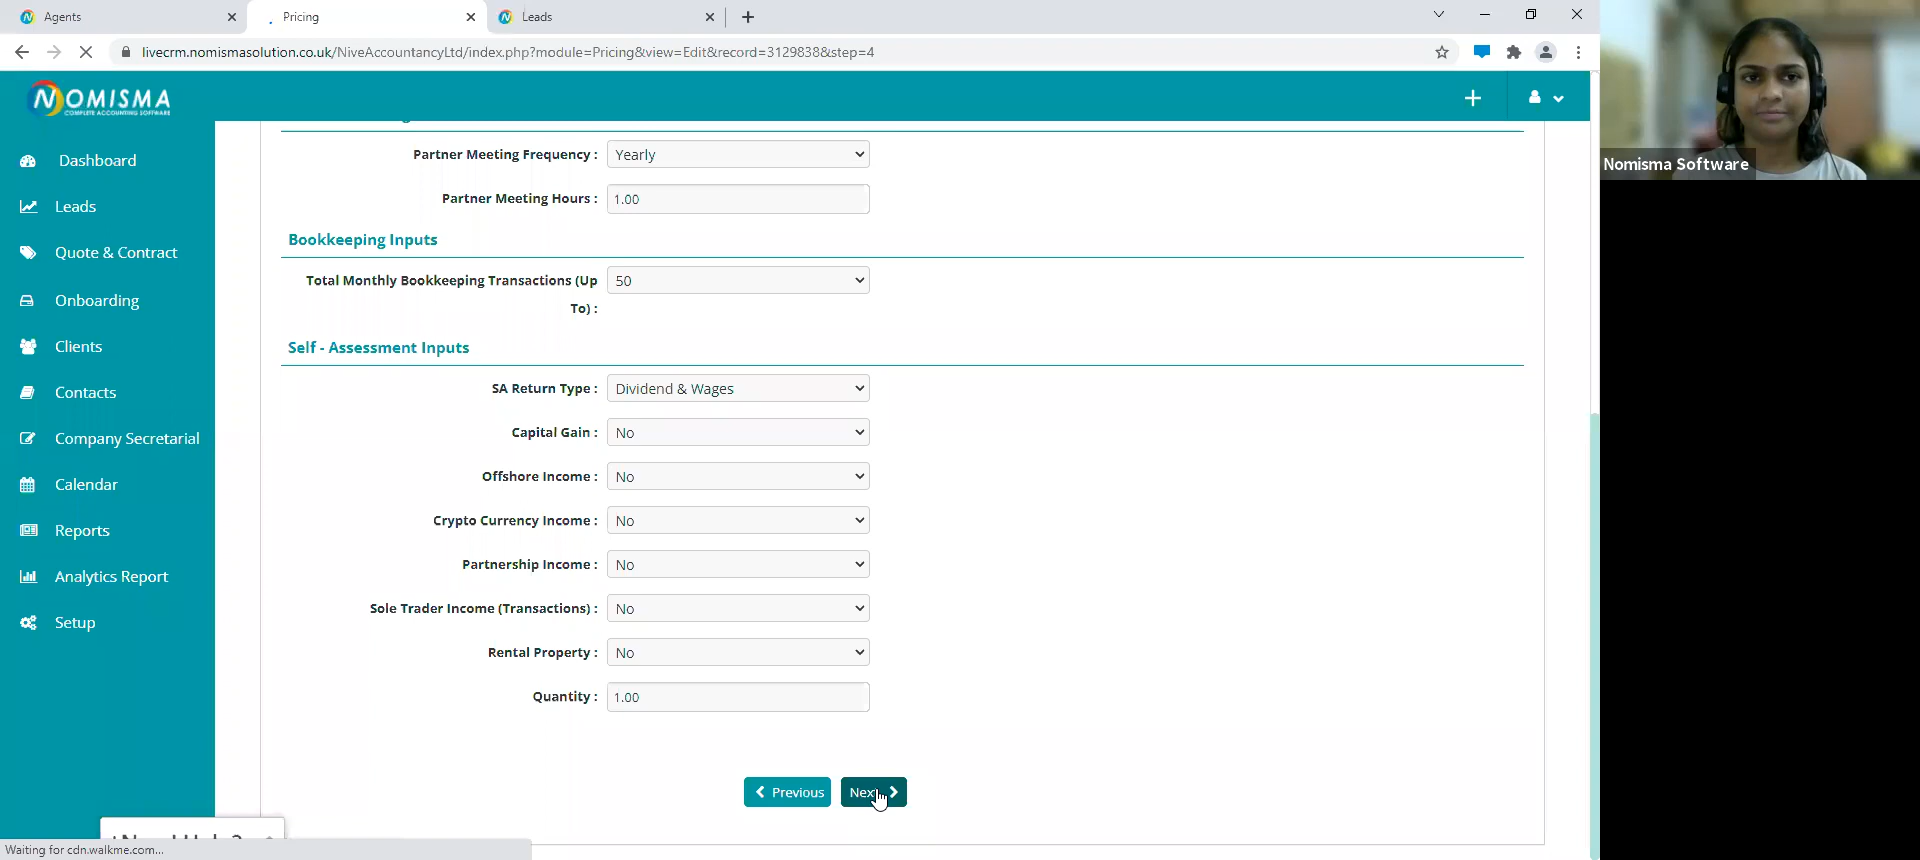 Agents
Pricing
Leads
livecrm.nomismasolution.co.uk/NiveAccountancyLtd/index.php?module=Pricing&view=Edit&record=3129838&step=4
NOMISMA
COMPLETE ACCOUNTING SOFTWARE
Dashboard
Leads
Quote & Contract
Onboarding
Clients
Contacts
Company Secretarial
Calendar
Reports
Analytics Report
Setup
Partner Meeting Frequency : Yearly
Partner Meeting Hours : 1.00
Bookkeeping Inputs
Total Monthly Bookkeeping Transactions (Up 50
To) :
Self - Assessment Inputs
SA Return Type : Dividend & Wages
Capital Gain : No
Offshore Income : No
Crypto Currency Income : No
Partnership Income : No
Sole Trader Income (Transactions) : No
Rental Property : No
Quantity : 1.00
Previous
Next
Waiting for cdn.walkme.com...
Nomisma Software